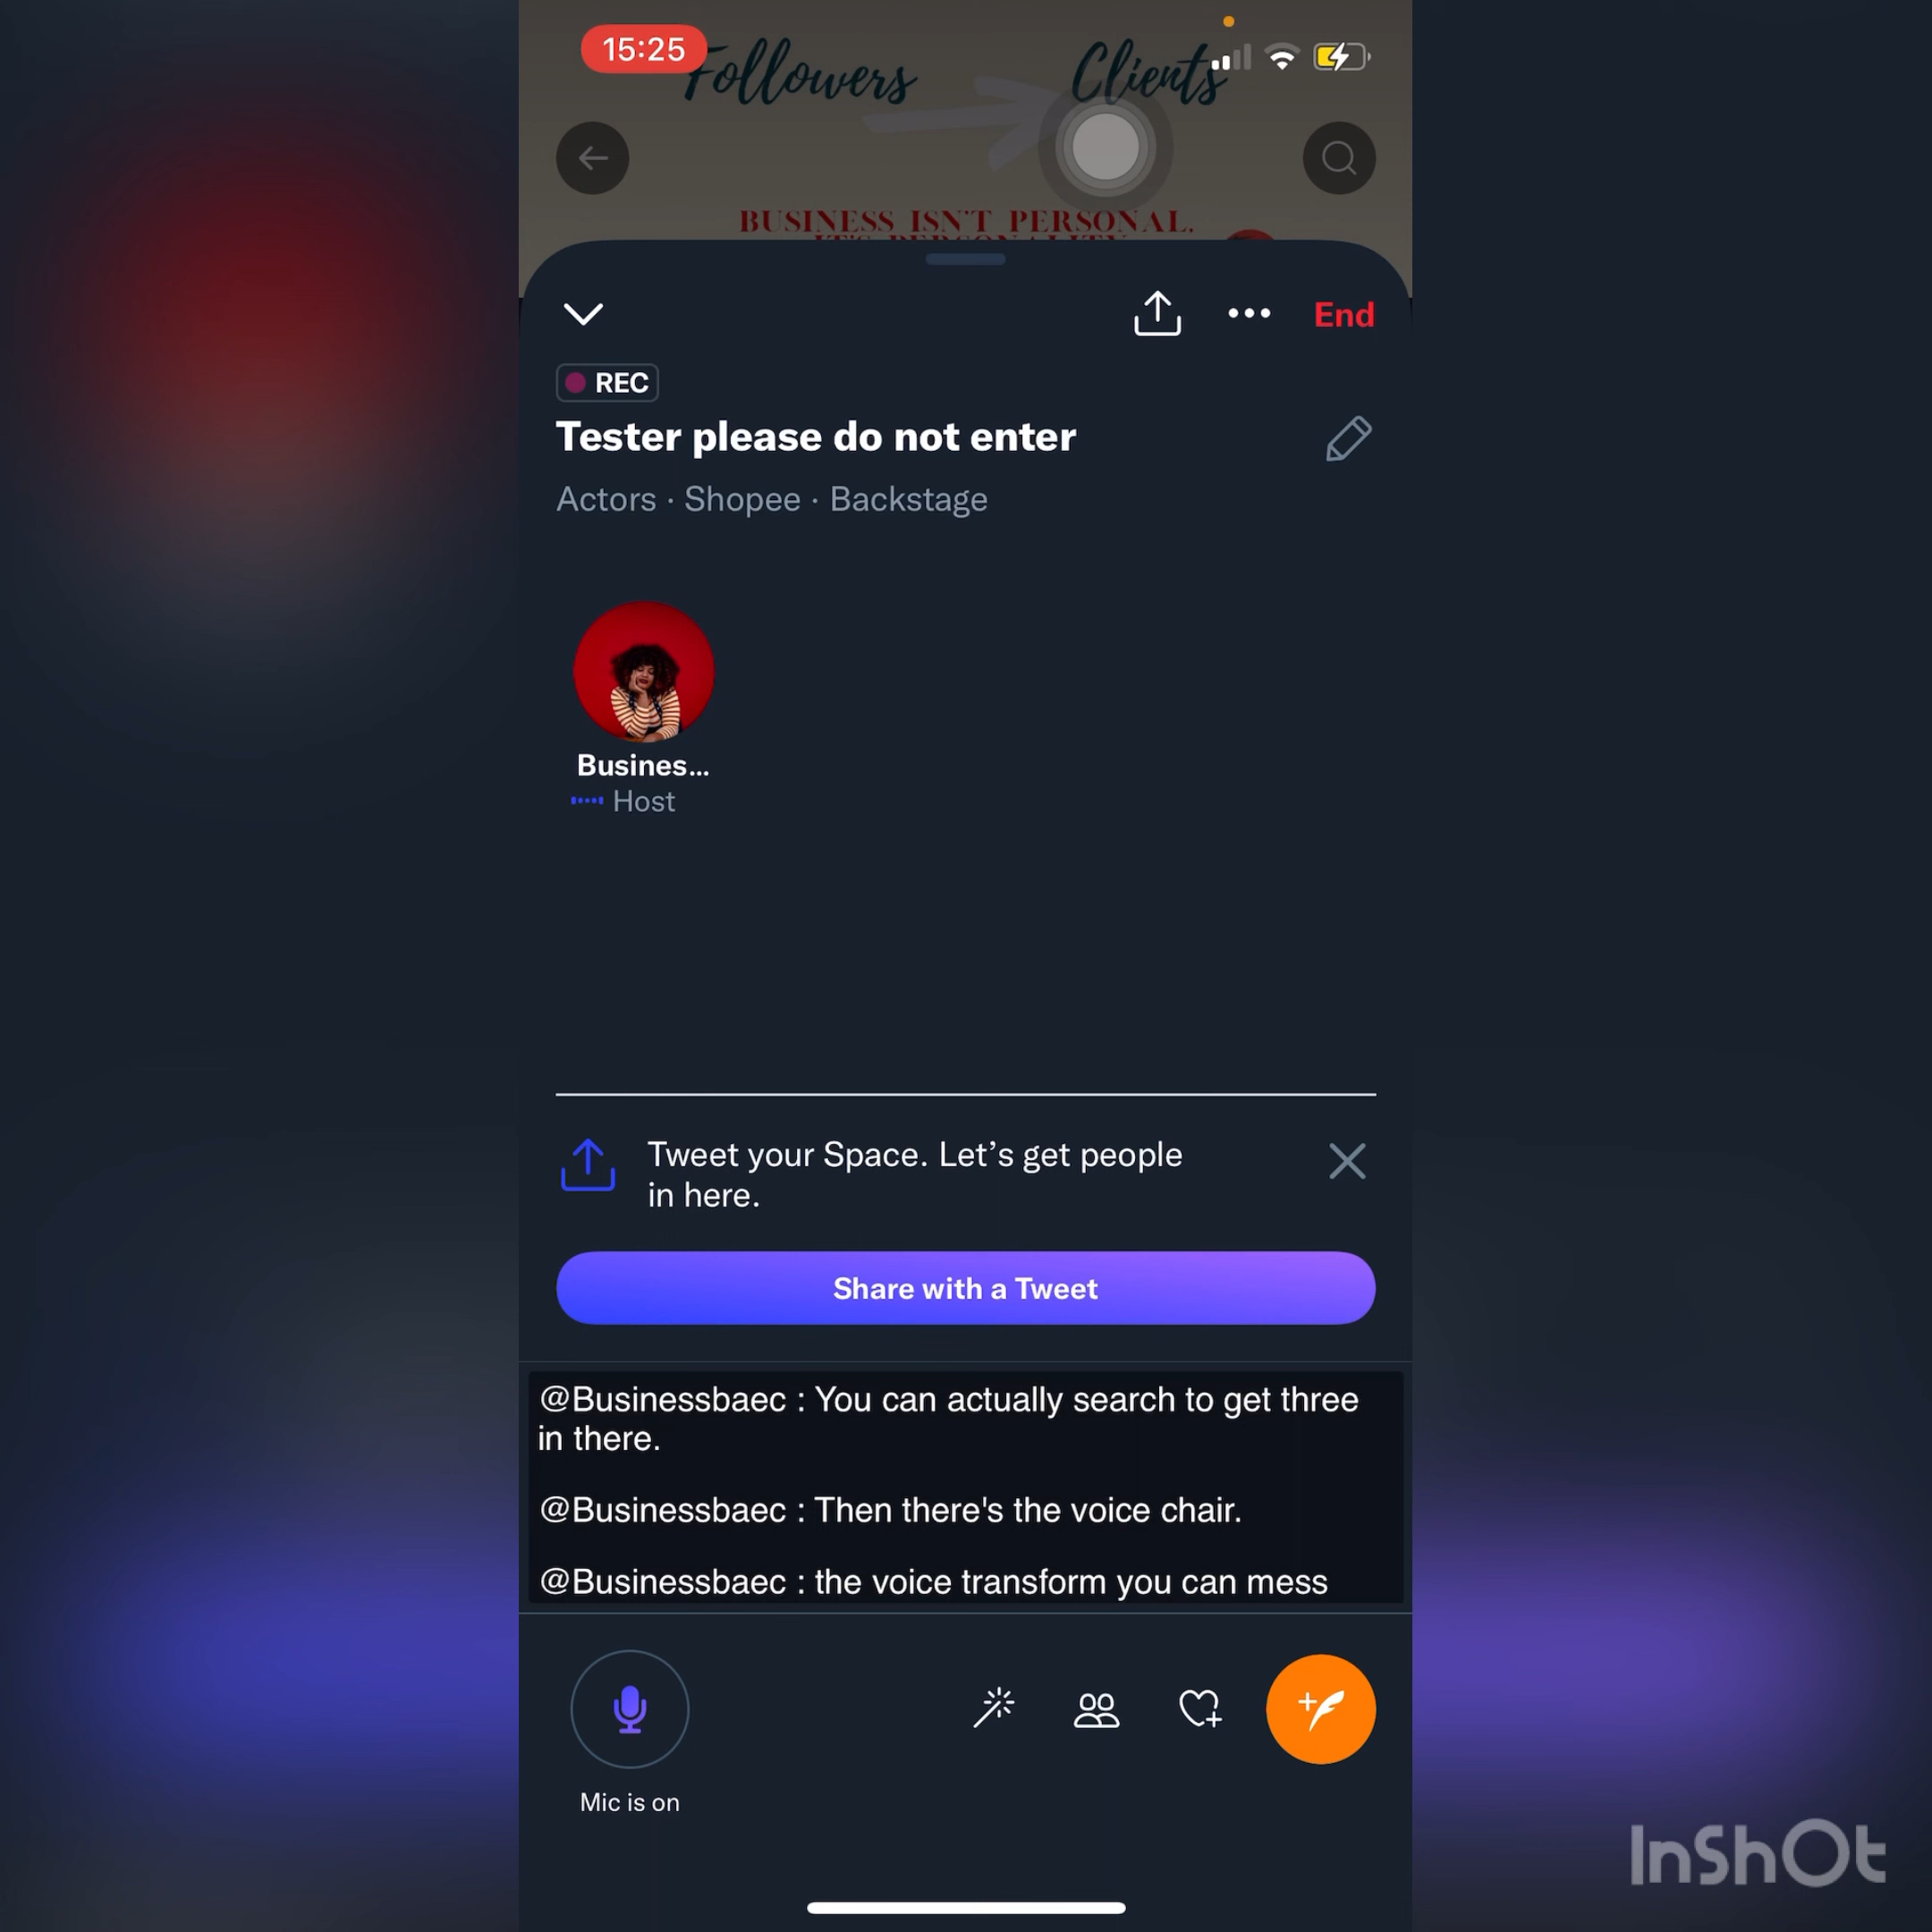 15:25
Followers Clients
BUSINESS ISN'T PERSONAL.
IT'S PERSONALITY
End
REC
Tester please do not enter
Actors · Shopee · Backstage
Busines...
Host
Tweet your Space. Let's get people
in here.
Share with a Tweet
@Businessbaec : You can actually search to get three
in there.
@Businessbaec : Then there's the voice chair.
@Businessbaec : the voice transform you can mess
Mic is on
InShOt